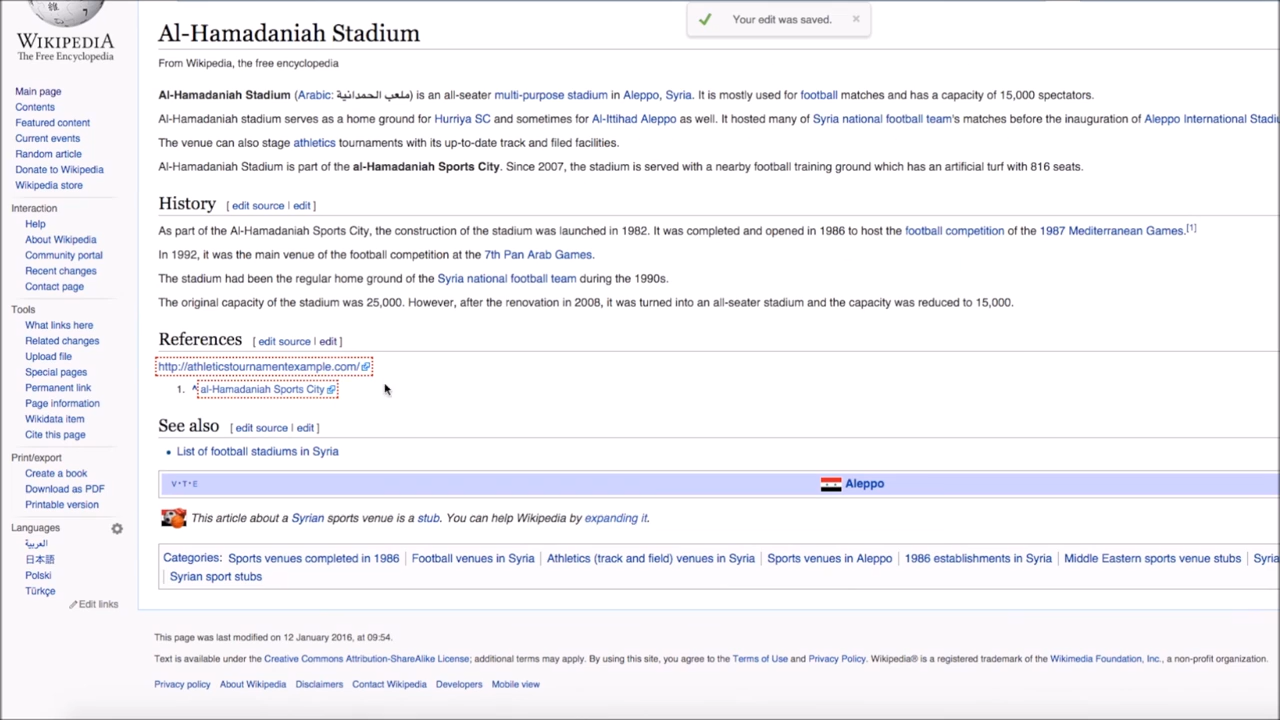 Your edit was saved. ×
WIKIPEDIA
The Free Encyclopedia
Main page
Contents
Featured content
Current events
Random article
Donate to Wikipedia
Wikipedia store
Interaction
Help
About Wikipedia
Community portal
Recent changes
Contact page
Tools
What links here
Related changes
Upload file
Special pages
Permanent link
Page information
Wikidata item
Cite this page
Print/export
Create a book
Download as PDF
Printable version
Languages
العربية
日本語
Polski
Türkçe
Edit links
Al-Hamadaniah Stadium
From Wikipedia, the free encyclopedia
Al-Hamadaniah Stadium (Arabic: ملعب الحمدانية) is an all-seater multi-purpose stadium in Aleppo, Syria. It is mostly used for football matches and has a capacity of 15,000 spectators.
Al-Hamadaniah stadium serves as a home ground for Hurriya SC and sometimes for Al-Ittihad Aleppo as well. It hosted many of Syria national football team's matches before the inauguration of Aleppo International Stadi
The venue can also stage athletics tournaments with its up-to-date track and filed facilities.
Al-Hamadaniah Stadium is part of the al-Hamadaniah Sports City. Since 2007, the stadium is served with a nearby football training ground which has an artificial turf with 816 seats.
History [ edit source | edit ]
As part of the Al-Hamadaniah Sports City, the construction of the stadium was launched in 1982. It was completed and opened in 1986 to host the football competition of the 1987 Mediterranean Games.[1]
In 1992, it was the main venue of the football competition at the 7th Pan Arab Games.
The stadium had been the regular home ground of the Syria national football team during the 1990s.
The original capacity of the stadium was 25,000. However, after the renovation in 2008, it was turned into an all-seater stadium and the capacity was reduced to 15,000.
References [ edit source | edit ]
http://athleticstournamentexample.com/
1. ^ al-Hamadaniah Sports City
See also [ edit source | edit ]
• List of football stadiums in Syria
V • T • E Aleppo
This article about a Syrian sports venue is a stub. You can help Wikipedia by expanding it.
Categories: Sports venues completed in 1986 | Football venues in Syria | Athletics (track and field) venues in Syria | Sports venues in Aleppo | 1986 establishments in Syria | Middle Eastern sports venue stubs | Syria
| Syrian sport stubs
This page was last modified on 12 January 2016, at 09:54.
Text is available under the Creative Commons Attribution-ShareAlike License; additional terms may apply. By using this site, you agree to the Terms of Use and Privacy Policy. Wikipedia® is a registered trademark of the Wikimedia Foundation, Inc., a non-profit organization.
Privacy policy About Wikipedia Disclaimers Contact Wikipedia Developers Mobile view